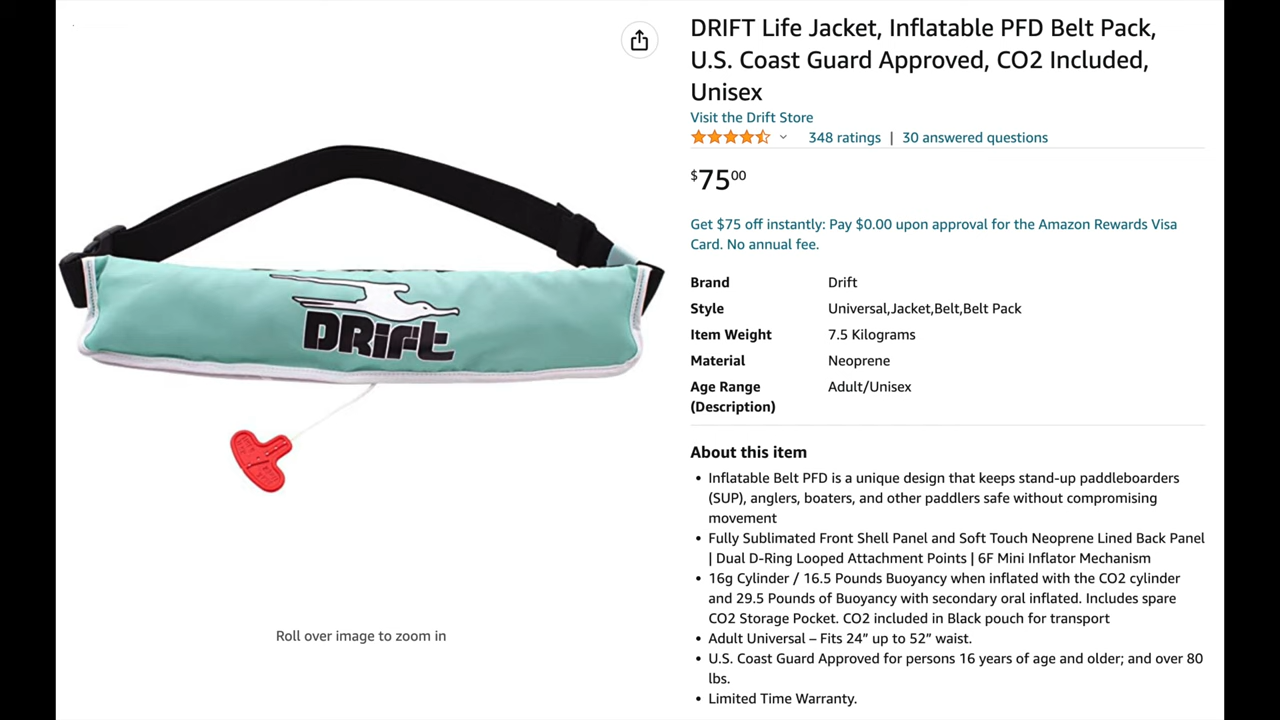 DRIFT Life Jacket, Inflatable PFD Belt Pack,
U.S. Coast Guard Approved, CO2 Included,
Unisex
Visit the Drift Store
348 ratings | 30 answered questions
$7500
Get $75 off instantly: Pay $0.00 upon approval for the Amazon Rewards Visa
Card. No annual fee.
Brand Drift
Style Universal,Jacket,Belt,Belt Pack
Item Weight 7.5 Kilograms
Material Neoprene
Age Range Adult/Unisex
(Description)
About this item
• Inflatable Belt PFD is a unique design that keeps stand-up paddleboarders
(SUP), anglers, boaters, and other paddlers safe without compromising
movement
• Fully Sublimated Front Shell Panel and Soft Touch Neoprene Lined Back Panel
| Dual D-Ring Looped Attachment Points | 6F Mini Inflator Mechanism
• 16g Cylinder / 16.5 Pounds Buoyancy when inflated with the CO2 cylinder
and 29.5 Pounds of Buoyancy with secondary oral inflated. Includes spare
CO2 Storage Pocket. CO2 included in Black pouch for transport
• Adult Universal – Fits 24” up to 52” waist.
• U.S. Coast Guard Approved for persons 16 years of age and older; and over 80
lbs.
• Limited Time Warranty.
DRift
Roll over image to zoom in